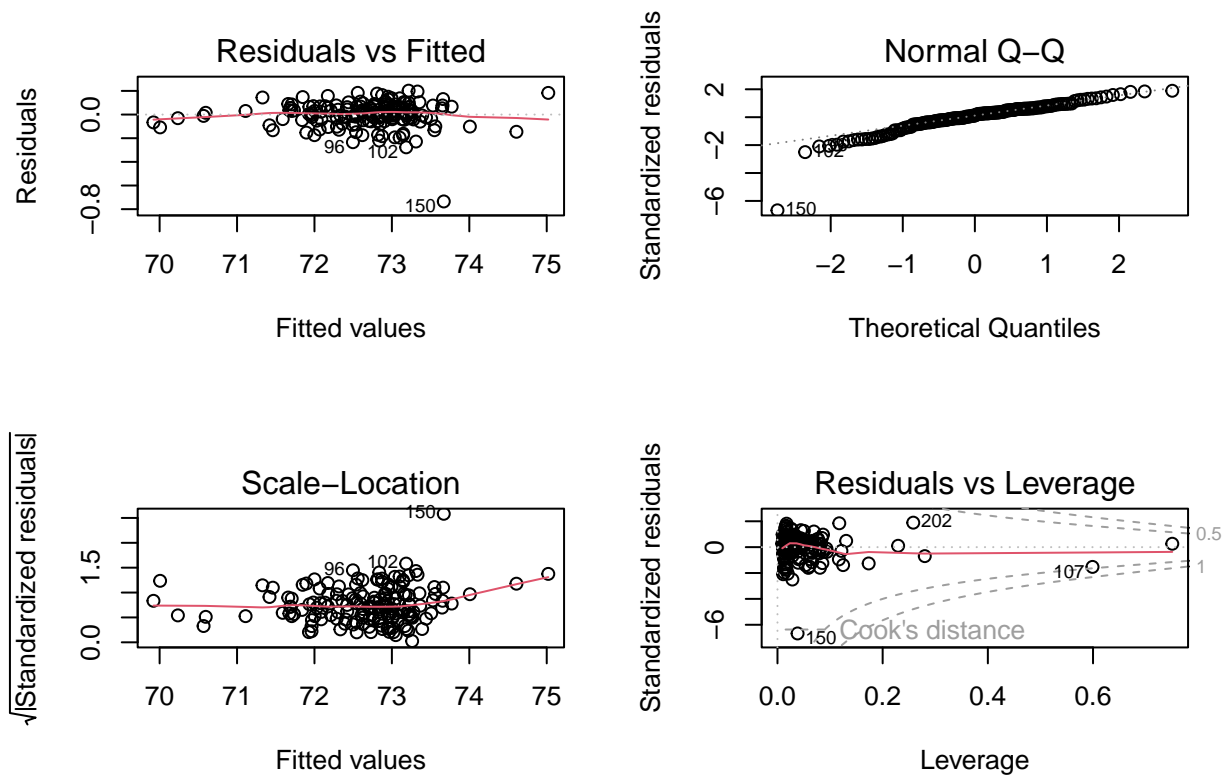 Residuals vs Fitted
Residuals
0.0
−0.8
96
102
150
70 71 72 73 74 75
Fitted values
Normal Q−Q
Standardized residuals
2
−2
−6
102
150
−2 −1 0 1 2
Theoretical Quantiles
Scale−Location
√|Standardized residuals|
1.5
0.0
150
102
96
70 71 72 73 74 75
Fitted values
Residuals vs Leverage
Standardized residuals
0
−6
202
107
150
Cook's distance
0.5
1
0.0 0.2 0.4 0.6
Leverage